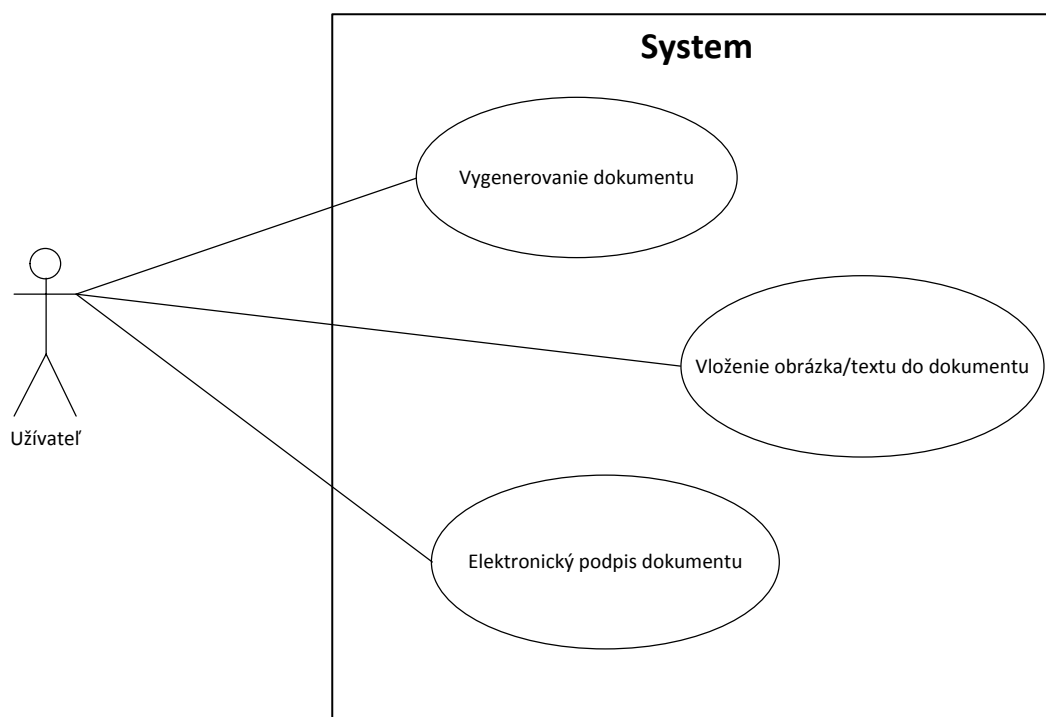 System
Vygenerovanie dokumentu
Vloženie obrázka/textu do dokumentu
Užívateľ
Elektronický podpis dokumentu